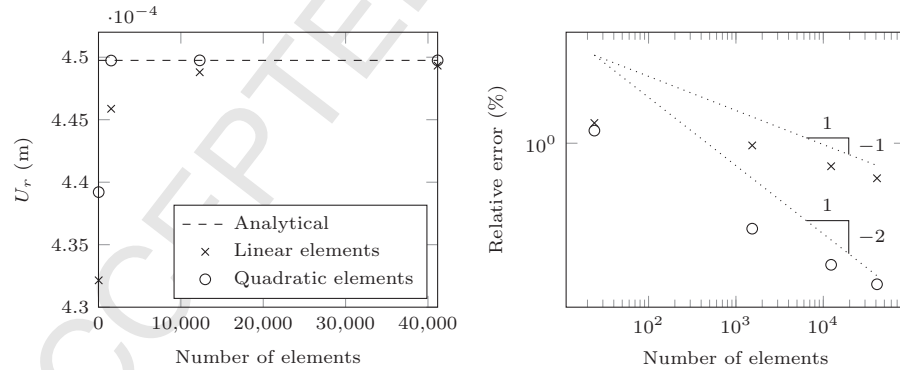 ·10⁻⁴
4.5
4.45
4.4
4.35
4.3
U_r (m)
0
10,000
20,000
30,000
40,000
Number of elements
Analytical
Linear elements
Quadratic elements
10⁰
Relative error (%)
1
−1
1
−2
10²
10³
10⁴
Number of elements
ACCEPTE